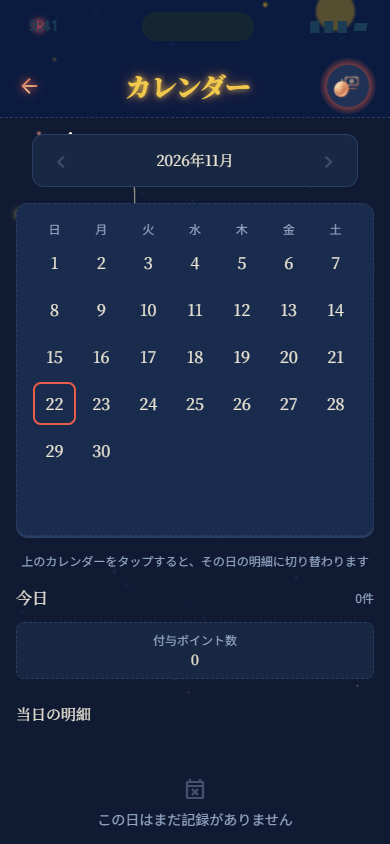 カレンダー
2026年11月
日 月 火 水 木 金 土
1 2 3 4 5 6 7
8 9 10 11 12 13 14
15 16 17 18 19 20 21
22 23 24 25 26 27 28
29 30
上のカレンダーをタップすると、その日の明細に切り替わります
今日 0件
付与ポイント数
0
当日の明細
この日はまだ記録がありません